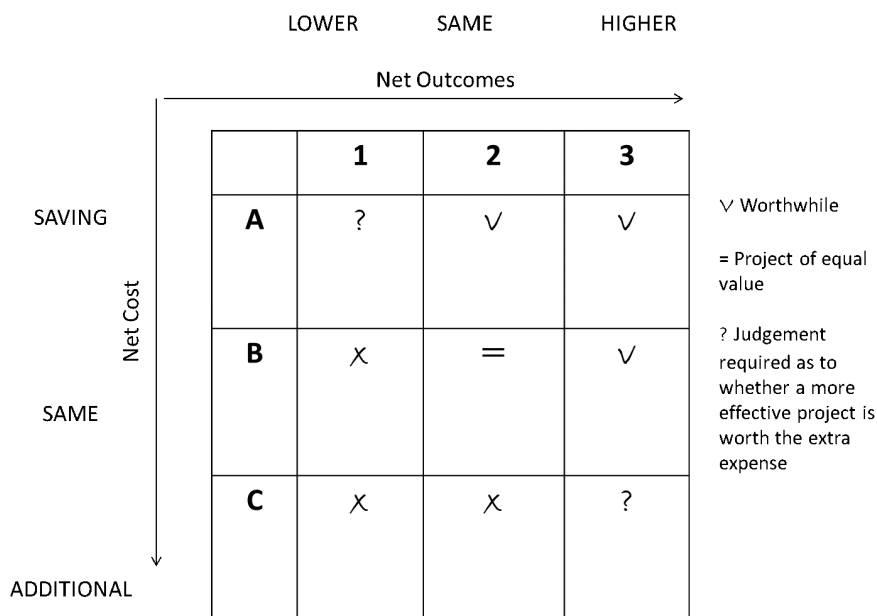 LOWER SAME HIGHER
Net Outcomes
1 2 3
SAVING A ? √ √
√ Worthwhile
= Project of equal
value
Net Cost
B x = √
? Judgement
required as to
whether a more
effective project is
worth the extra
expense
SAME
C x x ?
ADDITIONAL